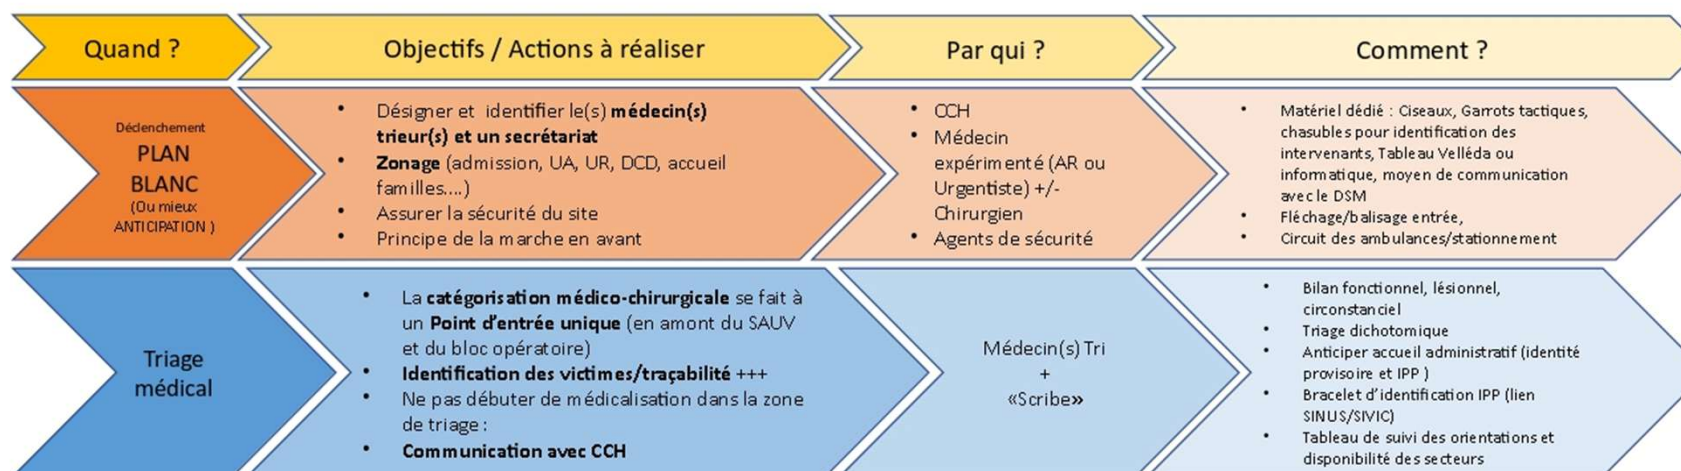 Quand ?
Objectifs / Actions à réaliser
Par qui ?
Comment ?
Déclenchement
PLAN
BLANC
(Ou mieux
ANTICIPATION )
• Désigner et identifier le(s) médecin(s)
trieur(s) et un secrétariat
• Zonage (admission, UA, UR, DCD, accueil
familles....)
• Assurer la sécurité du site
• Principe de la marche en avant
• CCH
• Médecin
expérimenté (AR ou
Urgentiste) +/-
Chirurgien
• Agents de sécurité
• Matériel dédié : Ciseaux, Garrots tactiques,
chasubles pour identification des
intervenants, Tableau Velléda ou
informatique, moyen de communication
avec le DSM
• Fléchage/balisage entrée,
• Circuit des ambulances/stationnement
Triage
médical
• La catégorisation médico-chirurgicale se fait à
un Point d'entrée unique (en amont du SAUV
et du bloc opératoire)
• Identification des victimes/traçabilité +++
• Ne pas débuter de médicalisation dans la zone
de triage :
• Communication avec CCH
Médecin(s) Tri
+
«Scribe»
• Bilan fonctionnel, lésionnel,
circonstanciel
• Triage dichotomique
• Anticiper accueil administratif (identité
provisoire et IPP )
• Bracelet d'identification IPP (lien
SINUS/SIVIC)
• Tableau de suivi des orientations et
disponibilité des secteurs